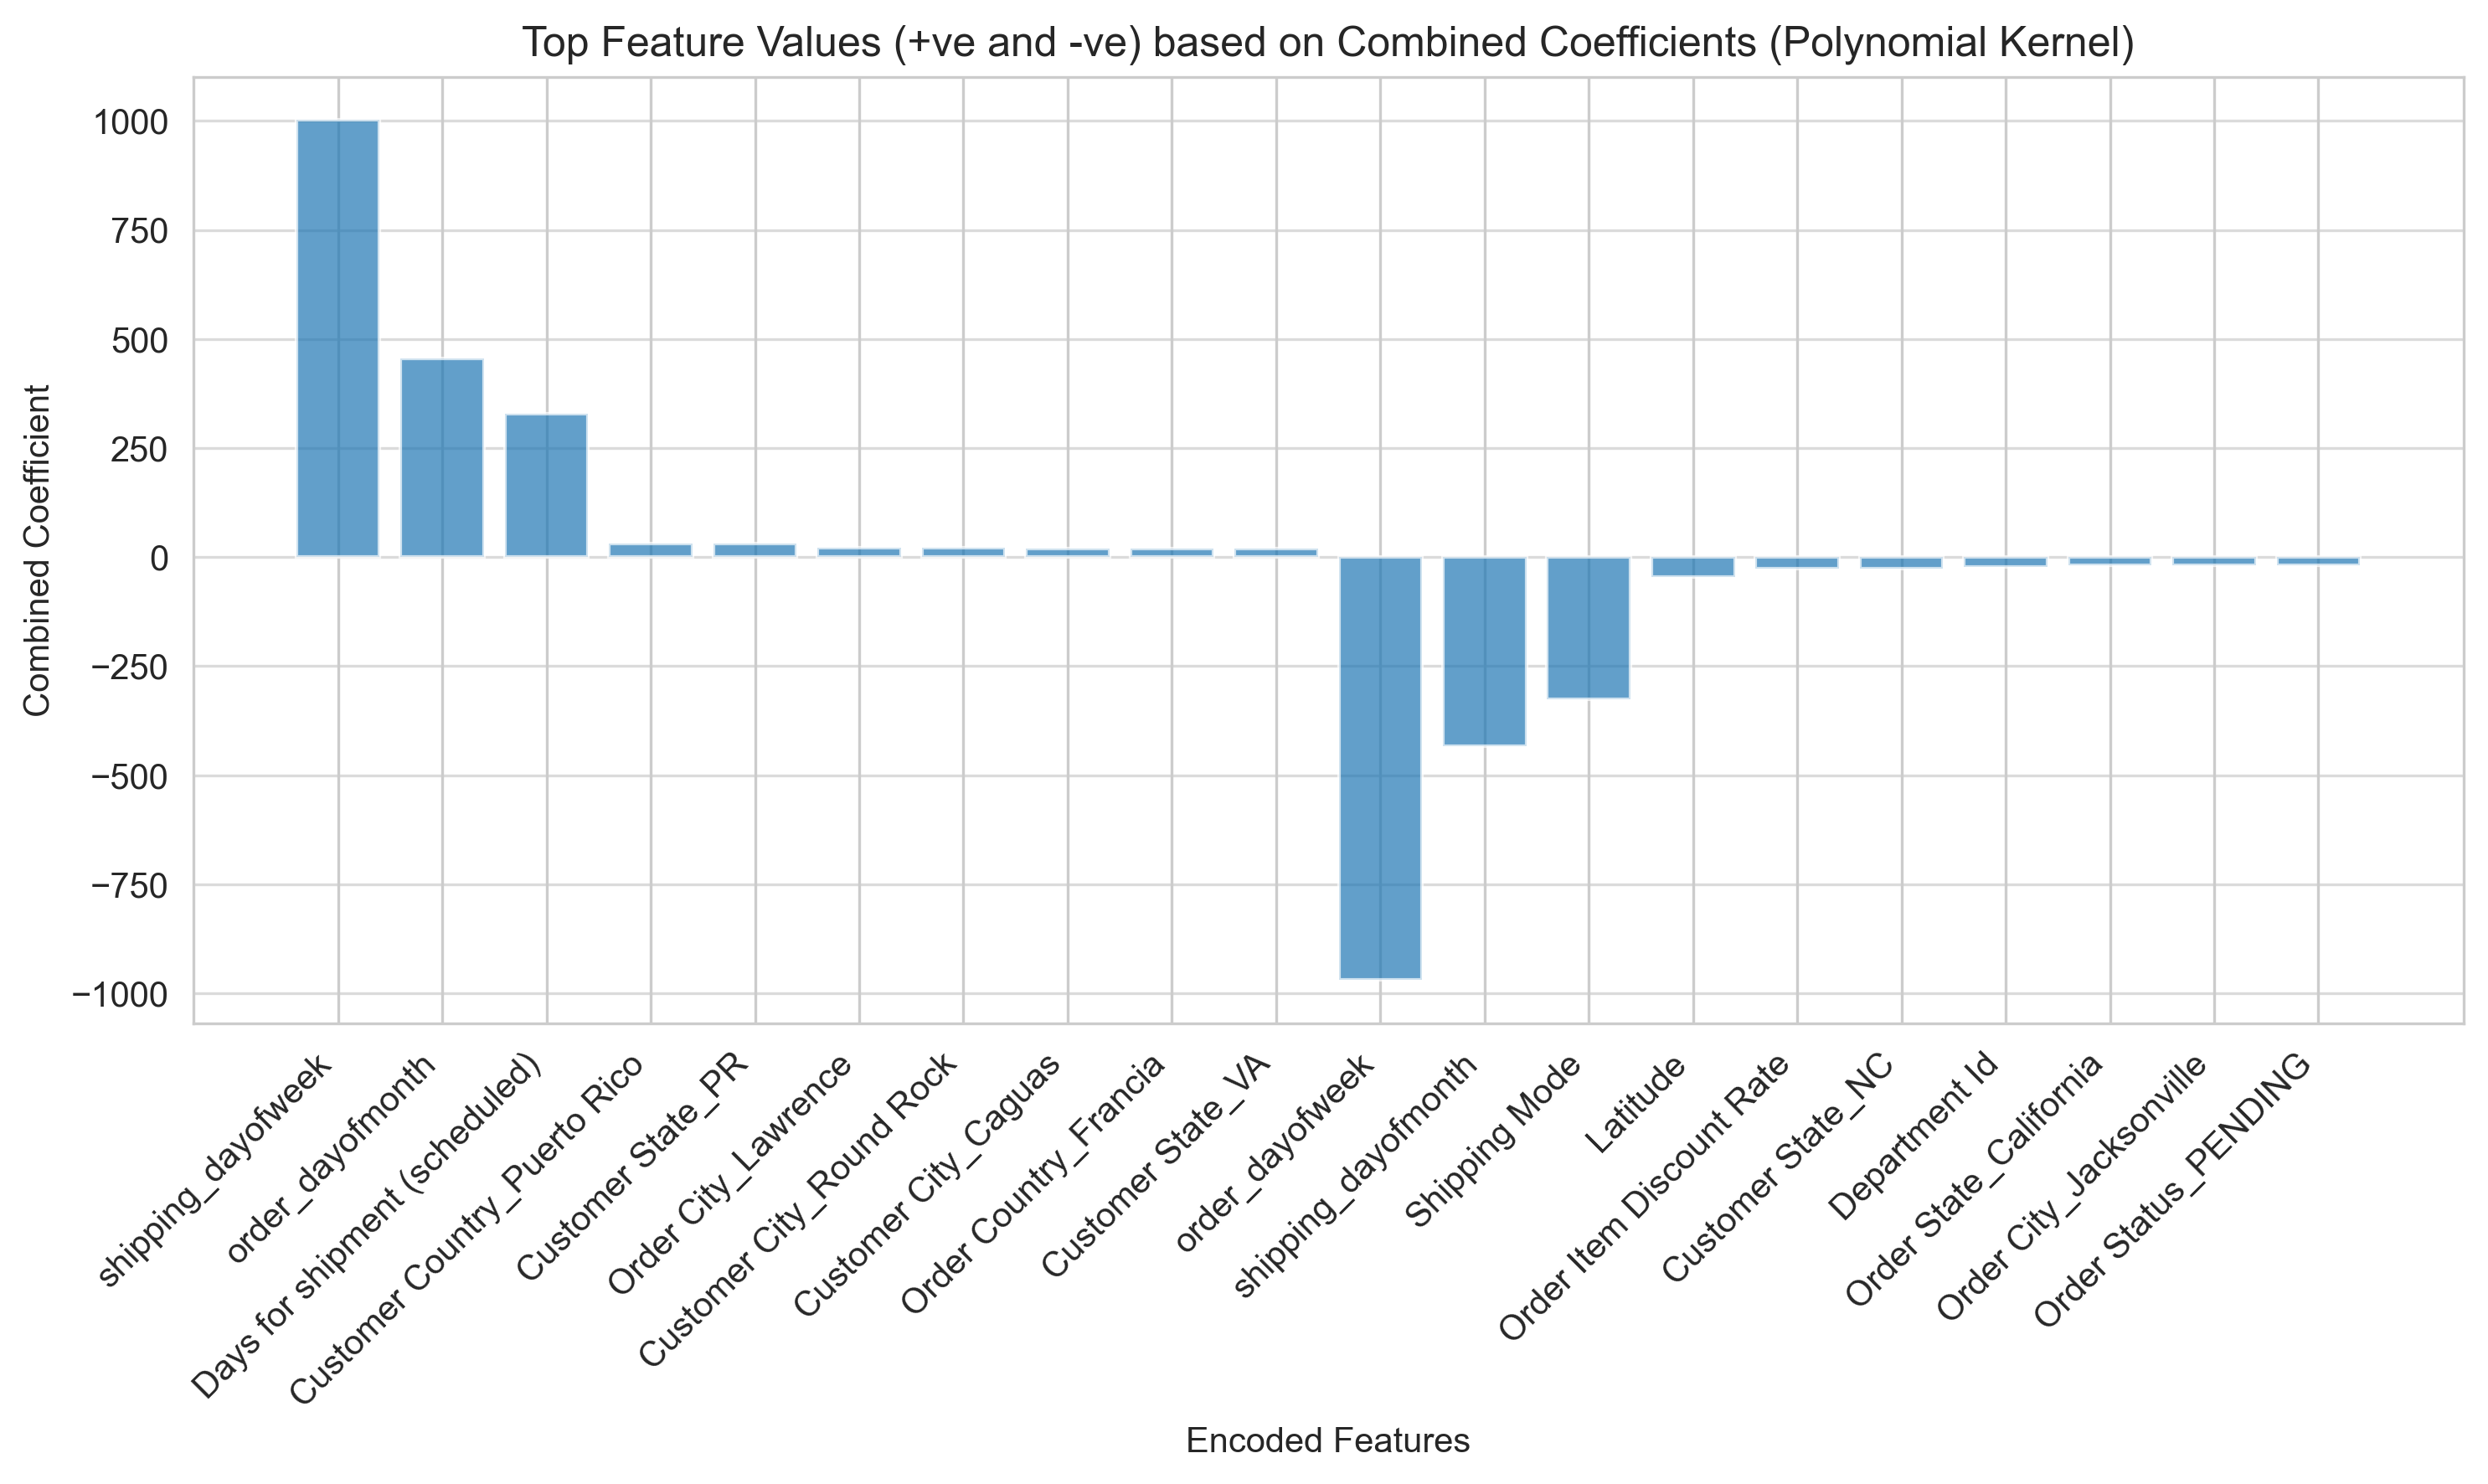 Top Feature Values (+ve and -ve) based on Combined Coefficients (Polynomial Kernel)
Combined Coefficient
1000
750
500
250
0
−250
−500
−750
−1000
shipping_dayofweek
order_dayofmonth
Days for shipment (scheduled)
Customer Country_Puerto Rico
Customer State_PR
Order City_Lawrence
Customer City_Round Rock
Customer City_Caguas
Order Country_Francia
Customer State_VA
order_dayofweek
shipping_dayofmonth
Shipping Mode
Latitude
Order Item Discount Rate
Customer State_NC
Department Id
Order State_California
Order City_Jacksonville
Order Status_PENDING
Encoded Features